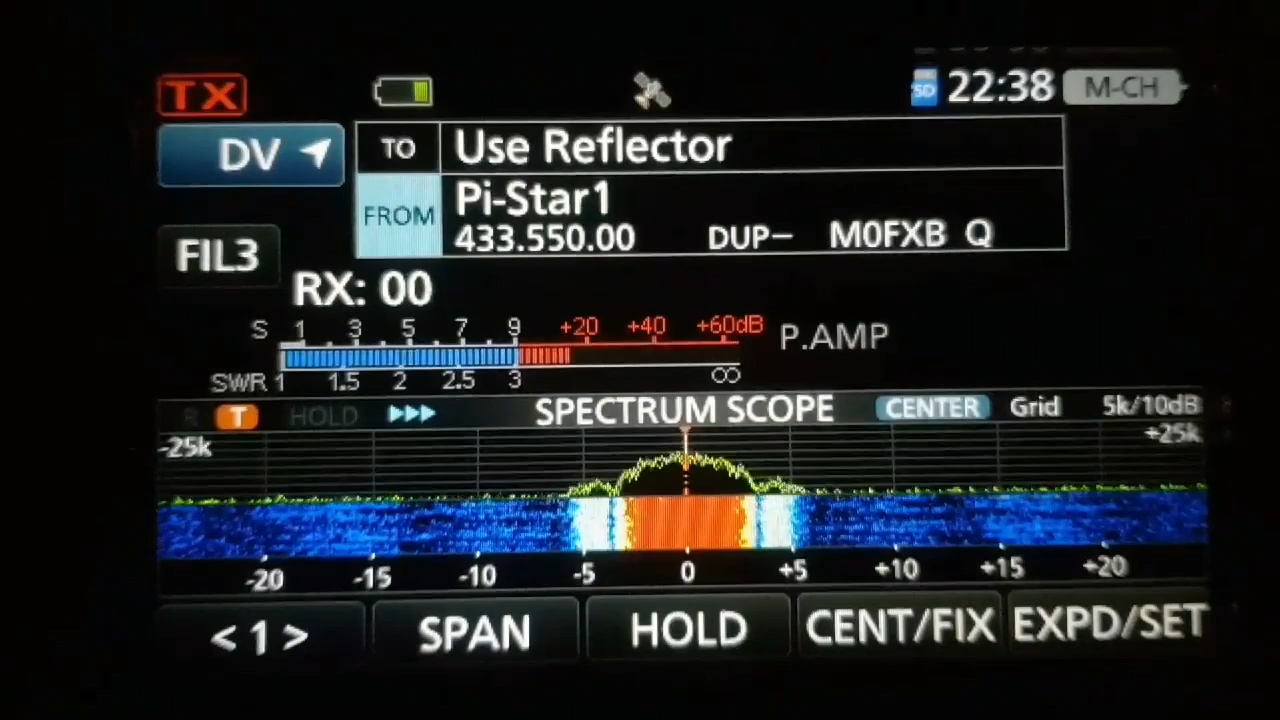 TX SD 22:38 M-CH
DV TO Use Reflector
FROM Pi-Star1
433.550.00 DUP− M0FXB Q
FIL3
RX: 00
S 1 3 5 7 9 +20 +40 +60dB P.AMP
SWR 1 1.5 2 2.5 3 ∞
R T HOLD SPECTRUM SCOPE CENTER Grid 5k/10dB
-25k +25k
-20 -15 -10 -5 0 +5 +10 +15 +20
< 1 > SPAN HOLD CENT/FIX EXPD/SET